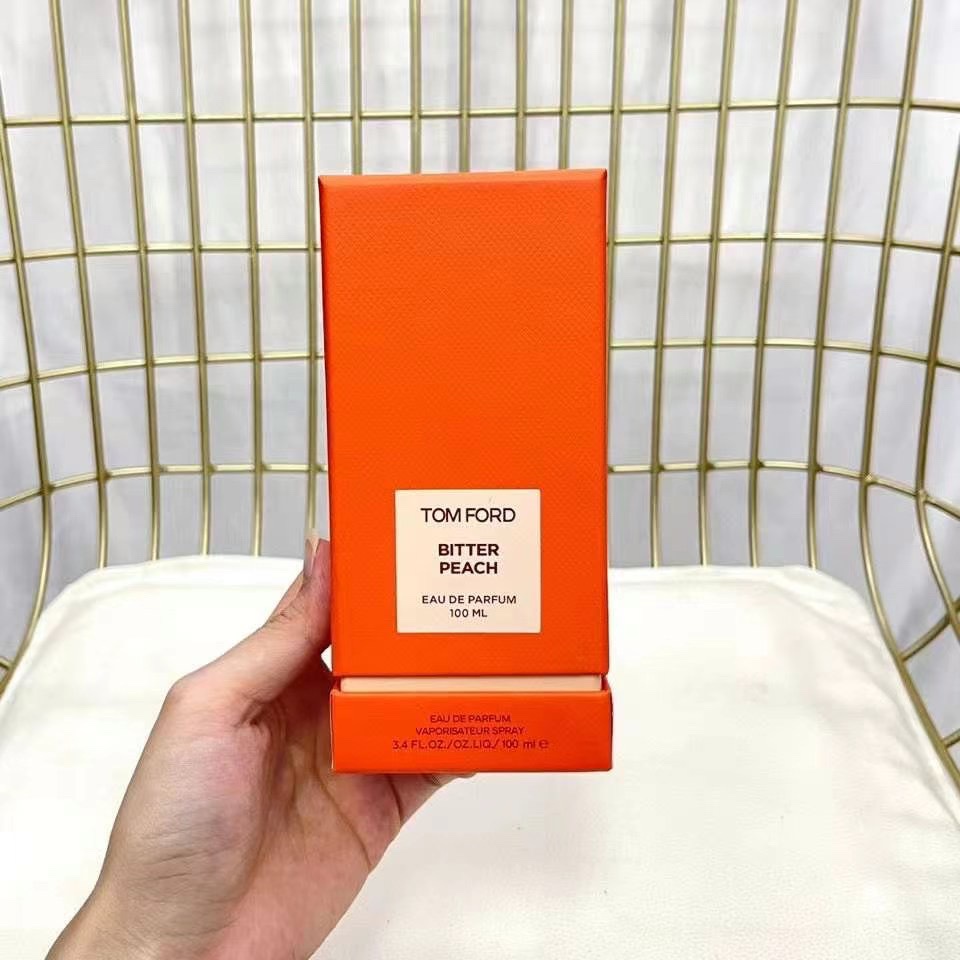 TOM FORD
BITTER
PEACH
EAU DE PARFUM
100 ML
EAU DE PARFUM
VAPORISATEUR SPRAY
3.4 FL.OZ./OZ.LIQ./100 ml ℮